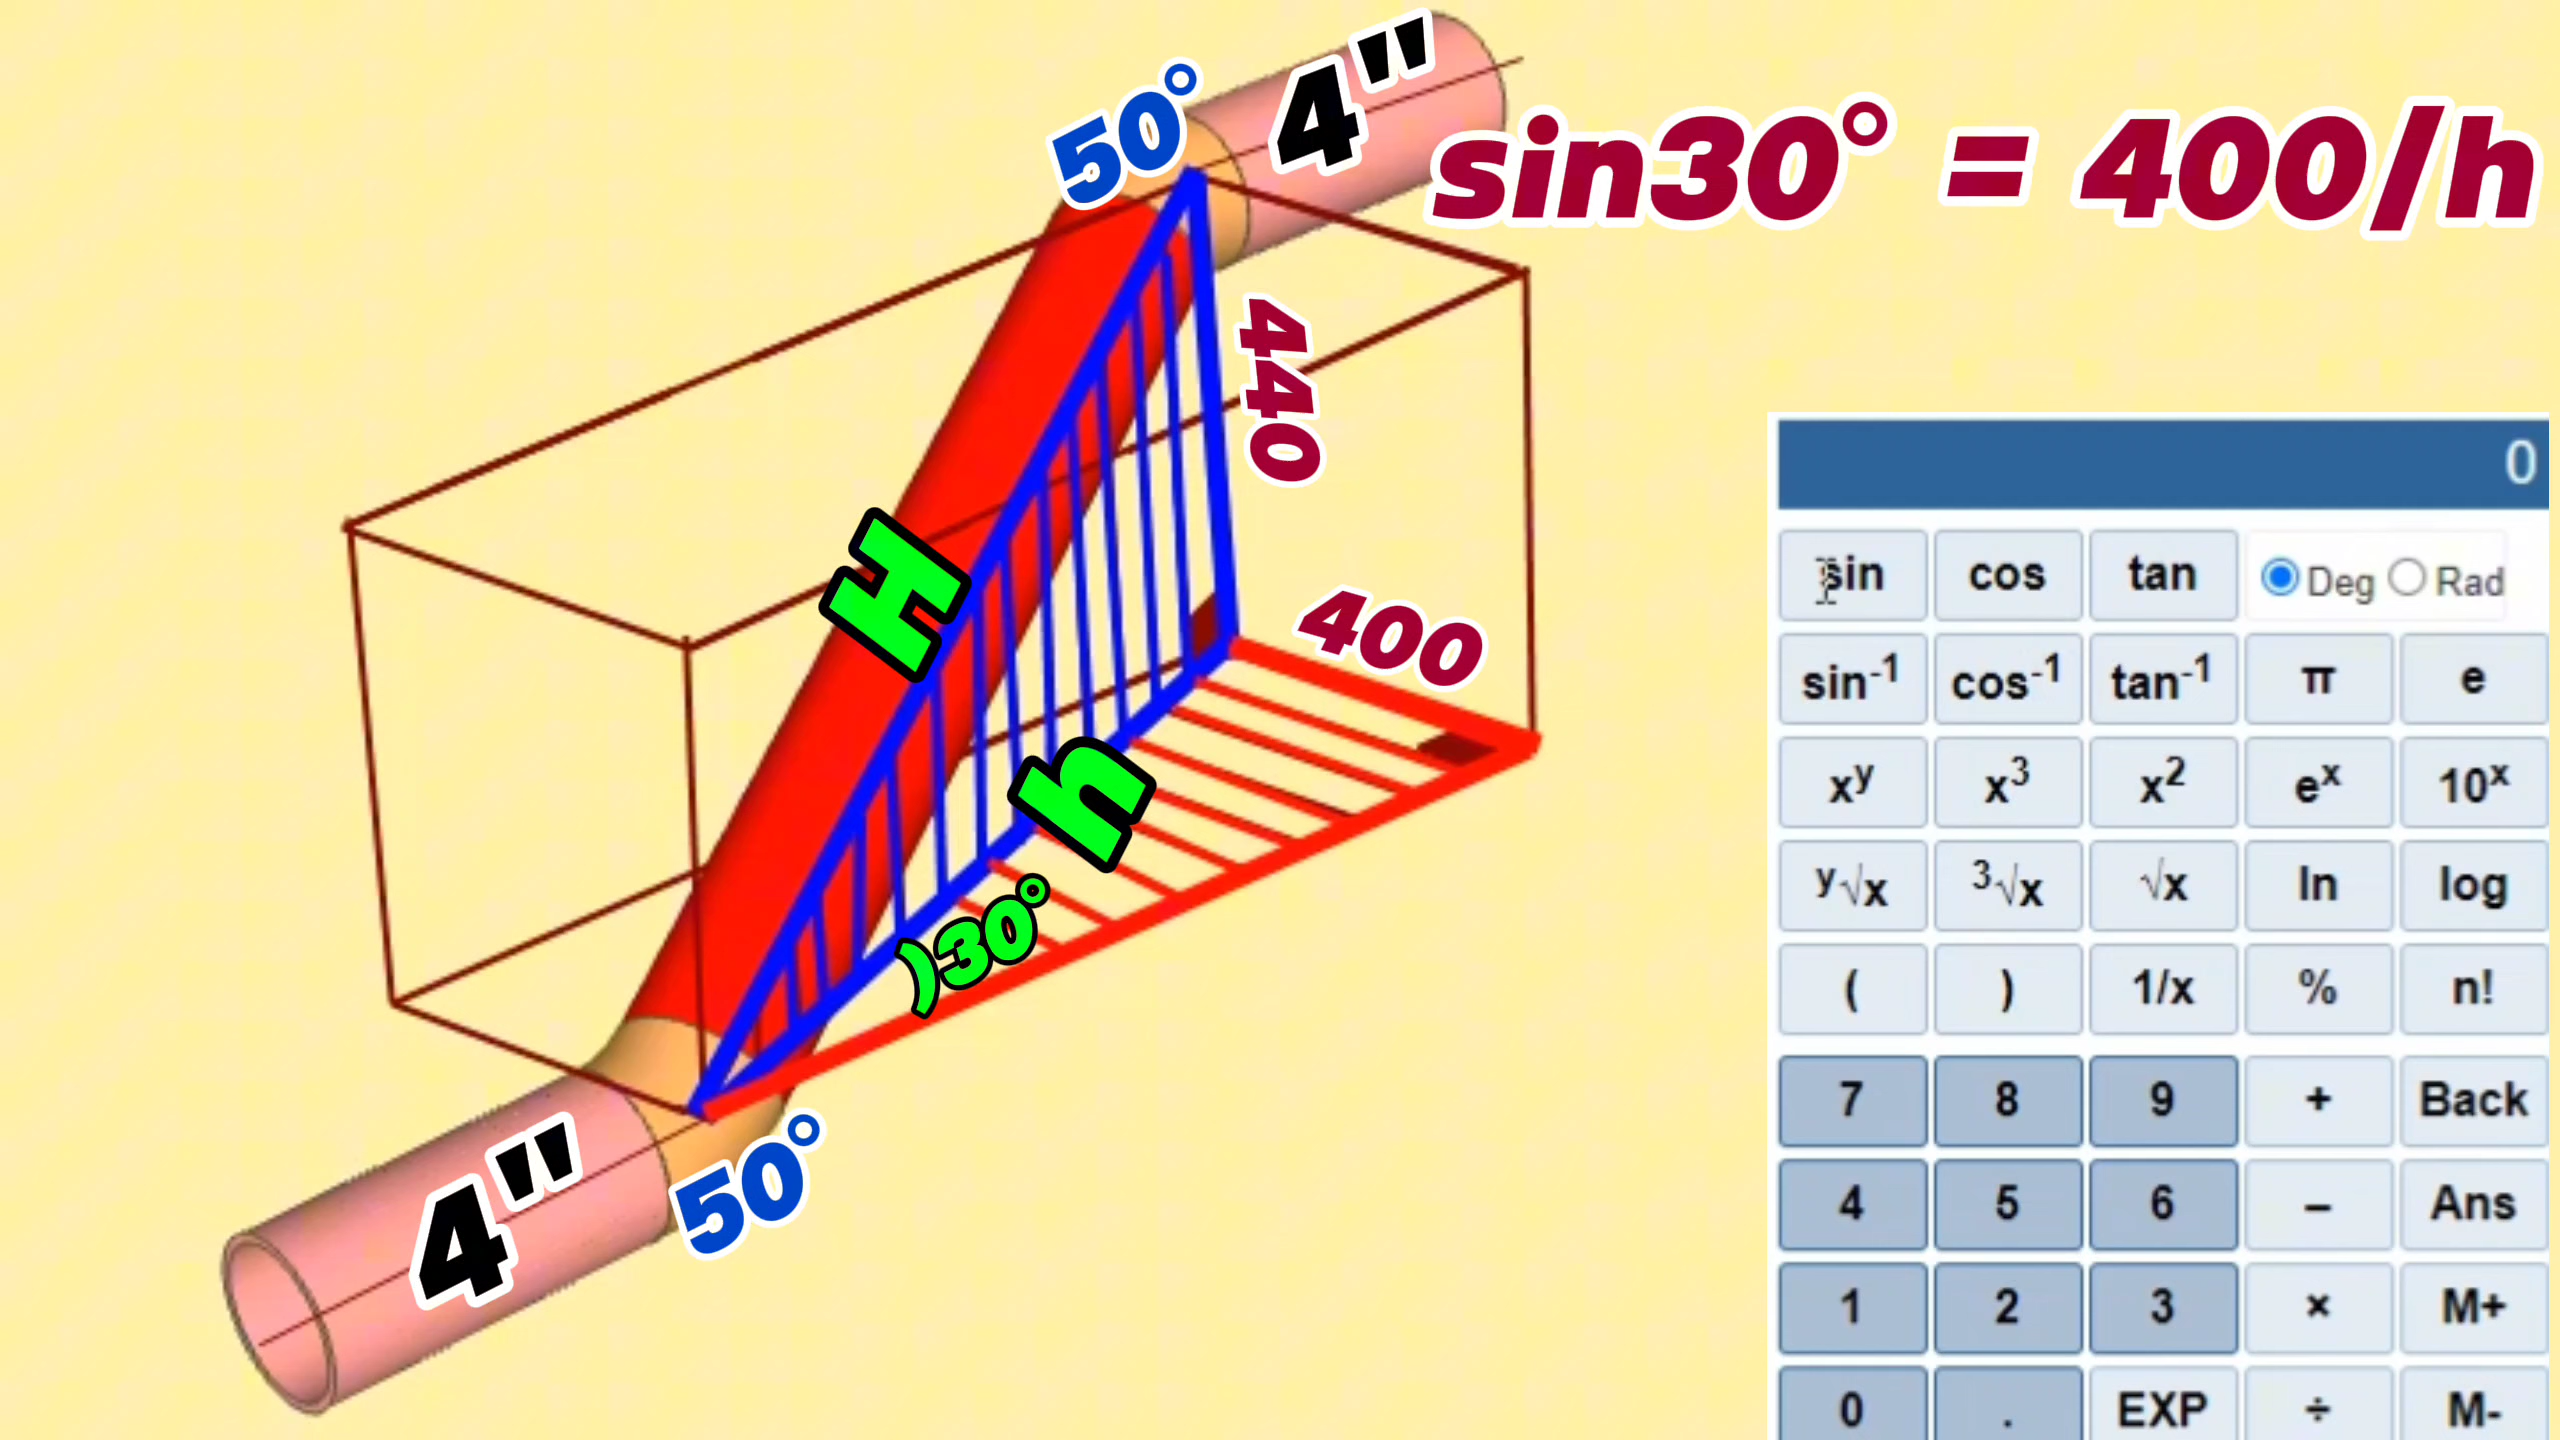 50°
4"
sin30° = 400/h
440
H
400
h
)30°
50°
4"
0
sin cos tan Deg Rad
sin-1 cos-1 tan-1 π e
xy x3 x2 ex 10x
y√x 3√x √x ln log
( ) 1/x % n!
7 8 9 + Back
4 5 6 – Ans
1 2 3 × M+
0 . EXP ÷ M-